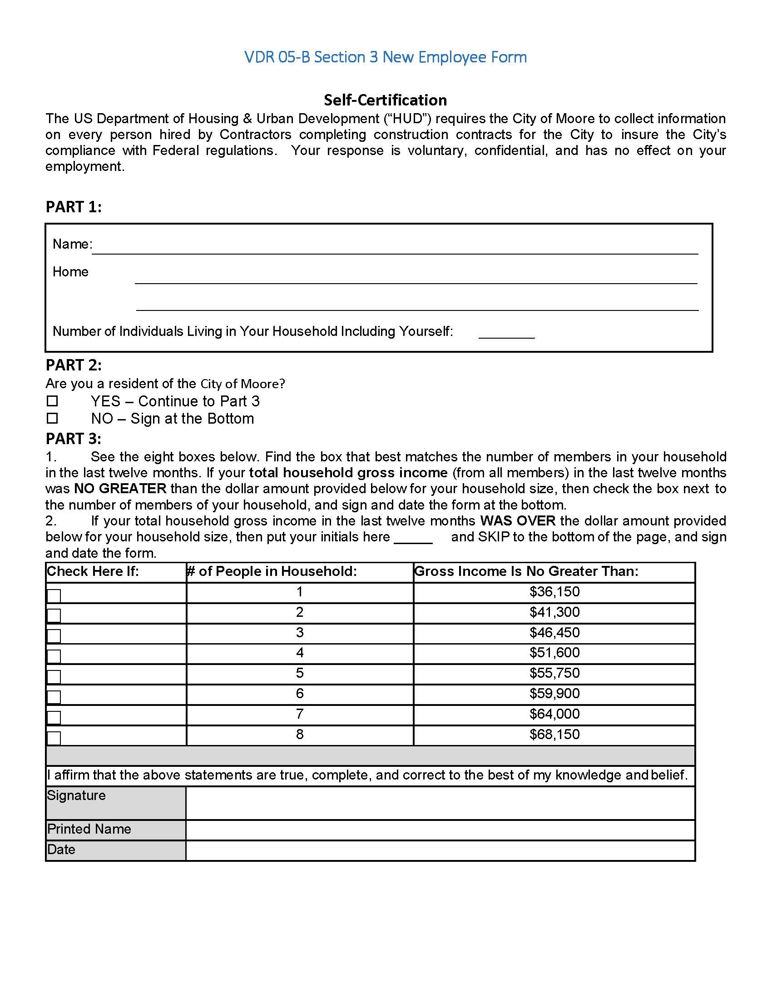 VDR 05-B Section 3 New Employee Form
Self-Certification
The US Department of Housing & Urban Development (“HUD”) requires the City of Moore to collect information
on every person hired by Contractors completing construction contracts for the City to insure the City’s
compliance with Federal regulations. Your response is voluntary, confidential, and has no effect on your
employment.
PART 1:
Name:
Home
Number of Individuals Living in Your Household Including Yourself:
PART 2:
Are you a resident of the City of Moore?
☐ YES – Continue to Part 3
☐ NO – Sign at the Bottom
PART 3:
1. See the eight boxes below. Find the box that best matches the number of members in your household
in the last twelve months. If your total household gross income (from all members) in the last twelve months
was NO GREATER than the dollar amount provided below for your household size, then check the box next to
the number of members of your household, and sign and date the form at the bottom.
2. If your total household gross income in the last twelve months WAS OVER the dollar amount provided
below for your household size, then put your initials here _____ and SKIP to the bottom of the page, and sign
and date the form.
Check Here If: # of People in Household: Gross Income Is No Greater Than:
☐ 1 $36,150
☐ 2 $41,300
☐ 3 $46,450
☐ 4 $51,600
☐ 5 $55,750
☐ 6 $59,900
☐ 7 $64,000
☐ 8 $68,150
I affirm that the above statements are true, complete, and correct to the best of my knowledge and belief.
Signature
Printed Name
Date